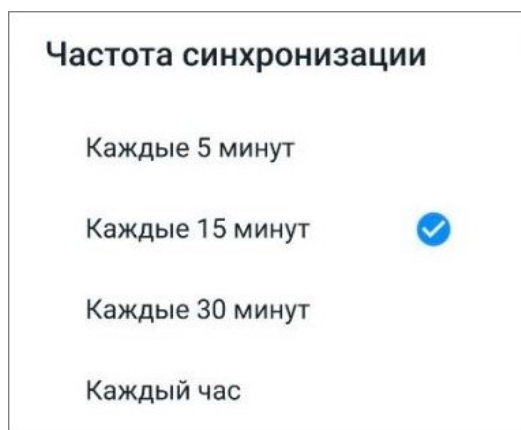 Частота синхронизации
Каждые 5 минут
Каждые 15 минут
Каждые 30 минут
Каждый час